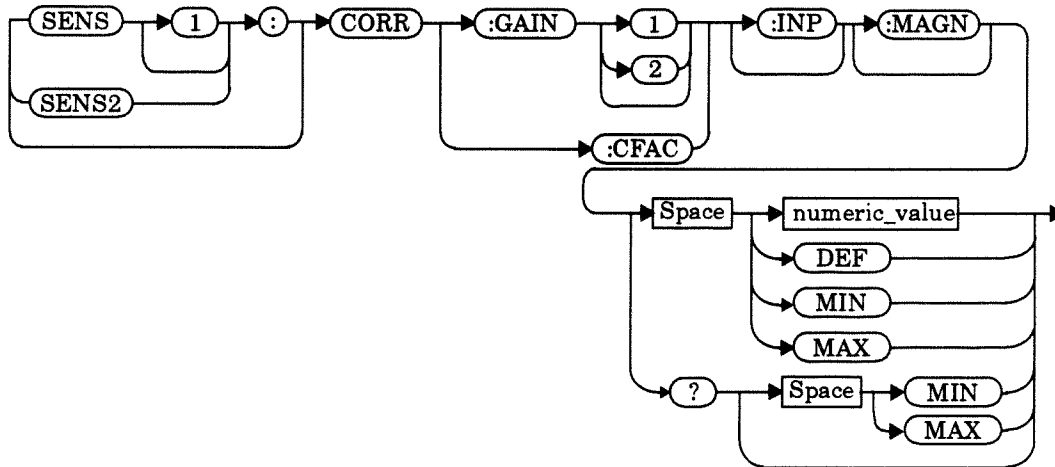 SENS 1 : CORR :GAIN 1 :INP :MAGN
2
SENS2
:CFAC
Space numeric_value
DEF
MIN
MAX
? Space MIN
MAX